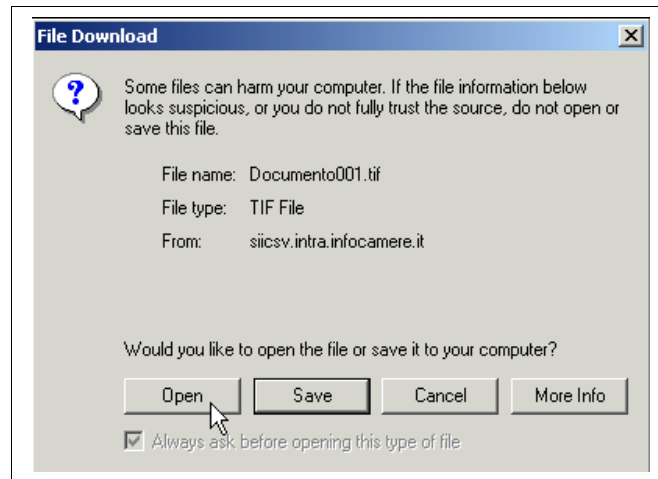 File Download
Some files can harm your computer. If the file information below
looks suspicious, or you do not fully trust the source, do not open or
save this file.
File name: Documento001.tif
File type: TIF File
From: siicsv.intra.infocamere.it
Would you like to open the file or save it to your computer?
Open Save Cancel More Info
Always ask before opening this type of file